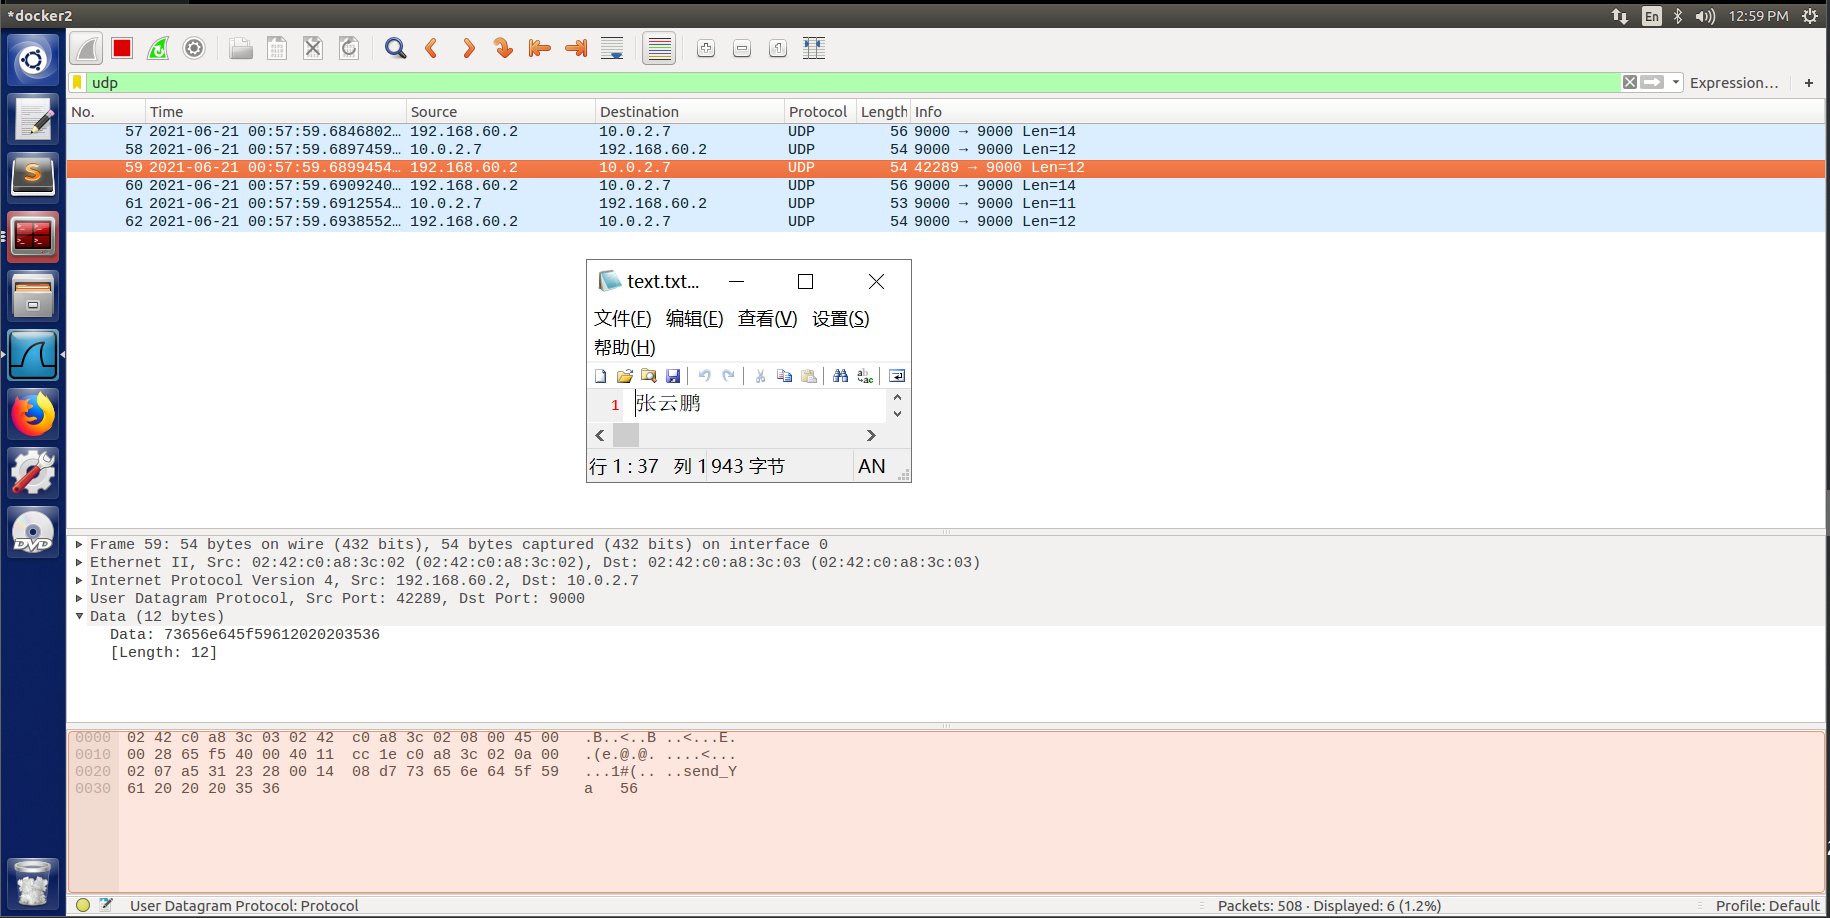 *docker2
En
12:59 PM
udp
Expression…
+
No. Time Source Destination Protocol Length Info
57 2021-06-21 00:57:59.6846802… 192.168.60.2 10.0.2.7 UDP 56 9000 → 9000 Len=14
58 2021-06-21 00:57:59.6897459… 10.0.2.7 192.168.60.2 UDP 54 9000 → 9000 Len=12
59 2021-06-21 00:57:59.6899454… 192.168.60.2 10.0.2.7 UDP 54 42289 → 9000 Len=12
60 2021-06-21 00:57:59.6909240… 192.168.60.2 10.0.2.7 UDP 56 9000 → 9000 Len=14
61 2021-06-21 00:57:59.6912554… 10.0.2.7 192.168.60.2 UDP 53 9000 → 9000 Len=11
62 2021-06-21 00:57:59.6938552… 192.168.60.2 10.0.2.7 UDP 54 9000 → 9000 Len=12
text.txt...
文件(F) 编辑(E) 查看(V) 设置(S)
帮助(H)
1 张云鹏
行 1 : 37 列 1 943 字节 AN
Frame 59: 54 bytes on wire (432 bits), 54 bytes captured (432 bits) on interface 0
Ethernet II, Src: 02:42:c0:a8:3c:02 (02:42:c0:a8:3c:02), Dst: 02:42:c0:a8:3c:03 (02:42:c0:a8:3c:03)
Internet Protocol Version 4, Src: 192.168.60.2, Dst: 10.0.2.7
User Datagram Protocol, Src Port: 42289, Dst Port: 9000
Data (12 bytes)
Data: 73656e645f59612020203536
[Length: 12]
0000 02 42 c0 a8 3c 03 02 42 c0 a8 3c 02 08 00 45 00 .B..<..B ..<...E.
0010 00 28 65 f5 40 00 40 11 cc 1e c0 a8 3c 02 0a 00 .(e.@.@. ....<...
0020 02 07 a5 31 23 28 00 14 08 d7 73 65 6e 64 5f 59 ...1#(.. ..send_Y
0030 61 20 20 20 35 36 a   56
User Datagram Protocol: Protocol
Packets: 508 · Displayed: 6 (1.2%)
Profile: Default